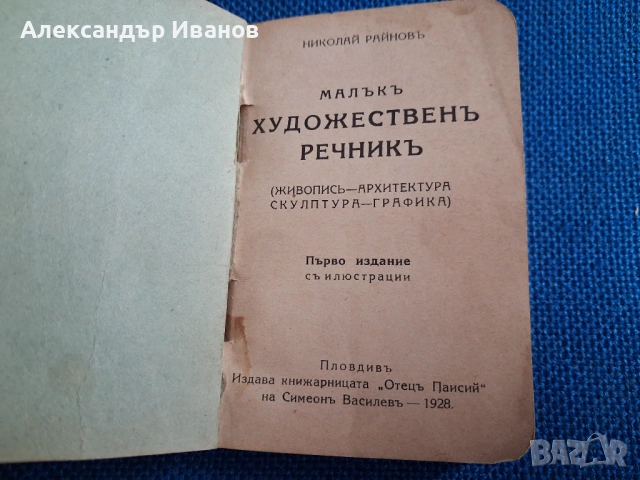 Александър Иванов
НИКОЛАЙ РАЙНОВЪ
МАЛЪКЪ
ХУДОЖЕСТВЕНЪ
РЕЧНИКЪ
(ЖИВОПИСЬ—АРХИТЕКТУРА
СКУЛПТУРА—ГРАФИКА)
Първо издание
съ илюстрации
Пловдивъ
Издава книжарницата „Отецъ Паисий“
на Симеонъ Василевъ — 1928.
BAZAR